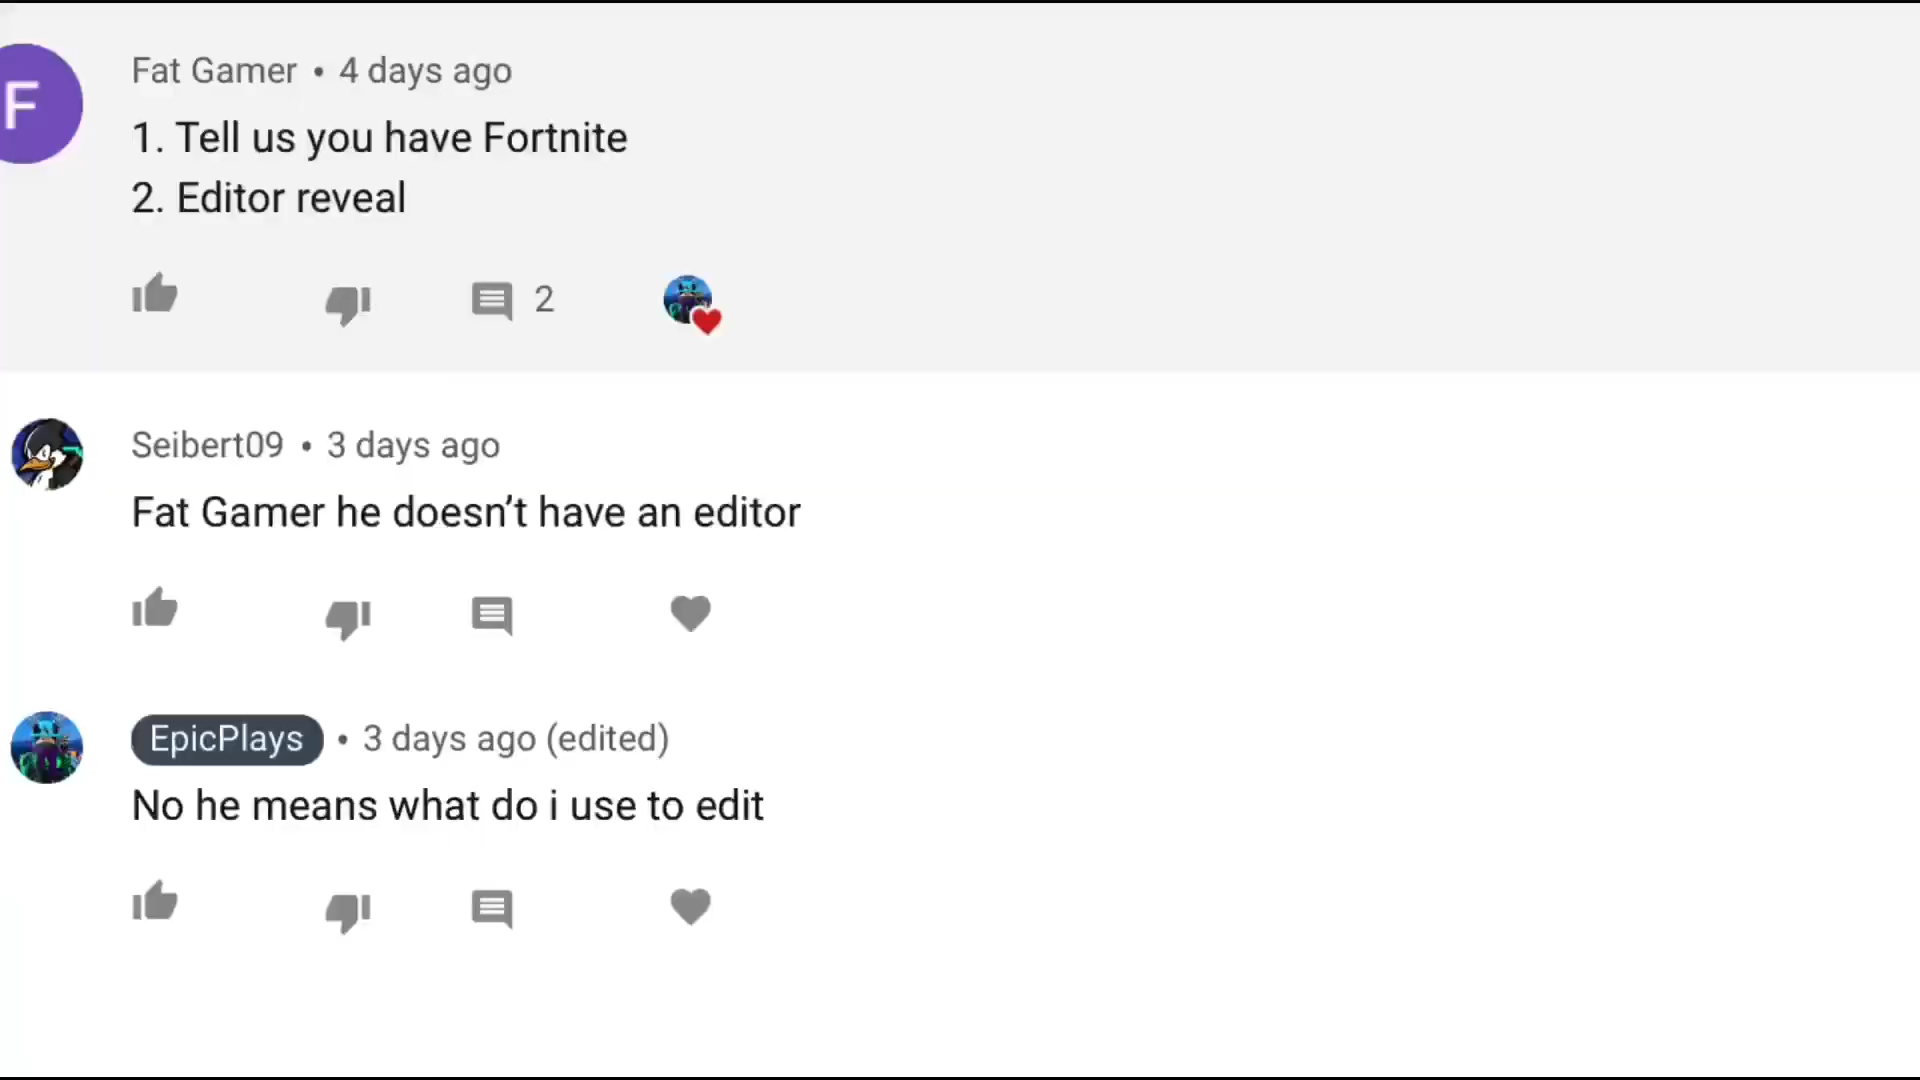 F
Fat Gamer • 4 days ago
1. Tell us you have Fortnite
2. Editor reveal
2
Seibert09 • 3 days ago
Fat Gamer he doesn’t have an editor
EpicPlays • 3 days ago (edited)
No he means what do i use to edit